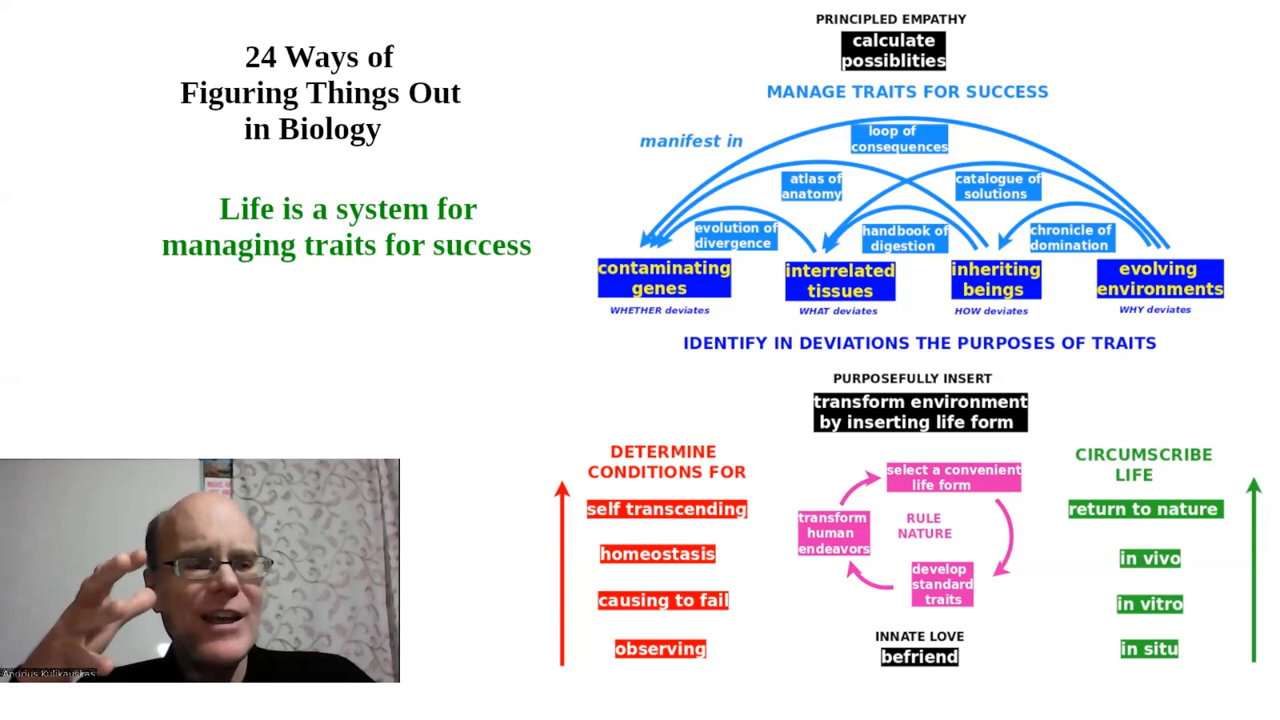 24 Ways of
Figuring Things Out
in Biology
Life is a system for
managing traits for success
PRINCIPLED EMPATHY
calculate
possiblities
MANAGE TRAITS FOR SUCCESS
manifest in
loop of
consequences
atlas of
anatomy
catalogue of
solutions
evolution of
divergence
handbook of
digestion
chronicle of
domination
contaminating
genes
interrelated
tissues
inheriting
beings
evolving
environments
WHETHER deviates
WHAT deviates
HOW deviates
WHY deviates
IDENTIFY IN DEVIATIONS THE PURPOSES OF TRAITS
PURPOSEFULLY INSERT
transform environment
by inserting life form
DETERMINE
CONDITIONS FOR
self transcending
homeostasis
causing to fail
observing
select a convenient
life form
transform
human
endeavors
RULE
NATURE
develop
standard
traits
INNATE LOVE
befriend
CIRCUMSCRIBE
LIFE
return to nature
in vivo
in vitro
in situ
Andrius Kulikauskas